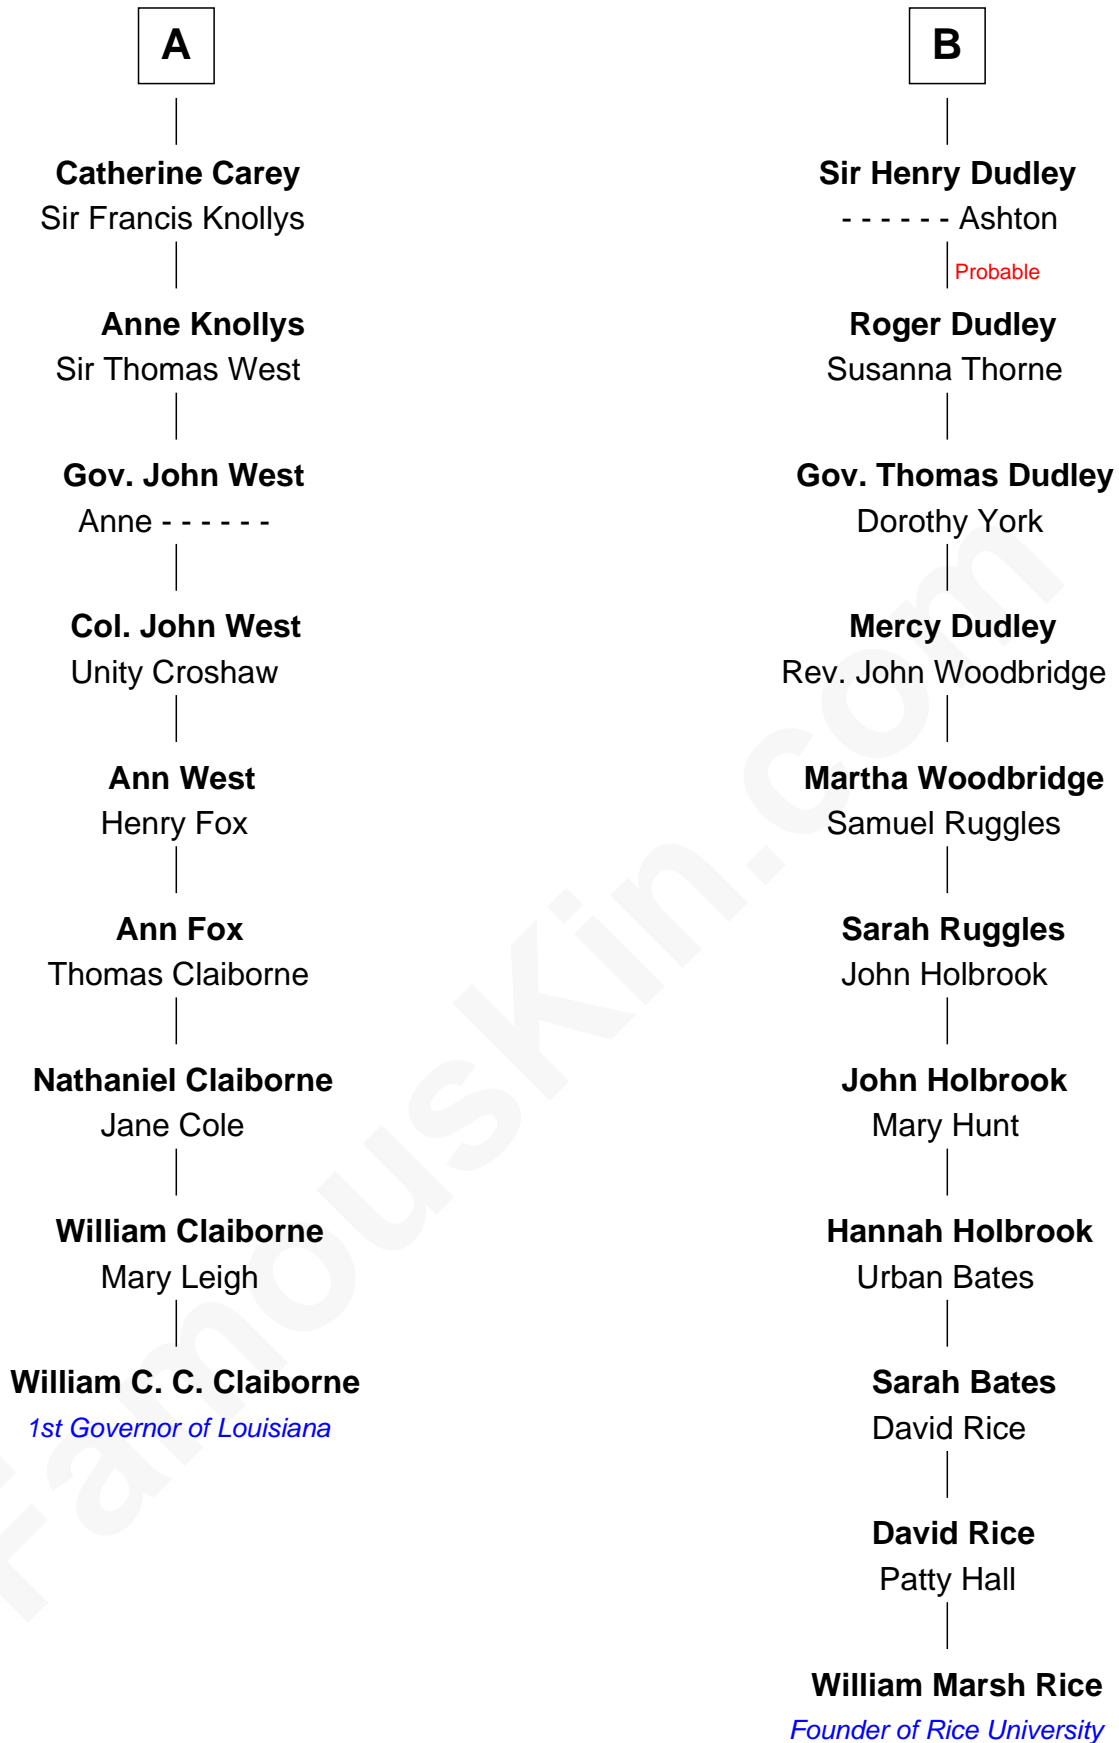 A
Catherine Carey
Sir Francis Knollys
Anne Knollys
Sir Thomas West
Gov. John West
Anne - - - - - -
Col. John West
Unity Croshaw
Ann West
Henry Fox
Ann Fox
Thomas Claiborne
Nathaniel Claiborne
Jane Cole
William Claiborne
Mary Leigh
William C. C. Claiborne
1st Governor of Louisiana
B
Sir Henry Dudley
- - - - - - Ashton
Probable
Roger Dudley
Susanna Thorne
Gov. Thomas Dudley
Dorothy York
Mercy Dudley
Rev. John Woodbridge
Martha Woodbridge
Samuel Ruggles
Sarah Ruggles
John Holbrook
John Holbrook
Mary Hunt
Hannah Holbrook
Urban Bates
Sarah Bates
David Rice
David Rice
Patty Hall
William Marsh Rice
Founder of Rice University
FamousKin.com